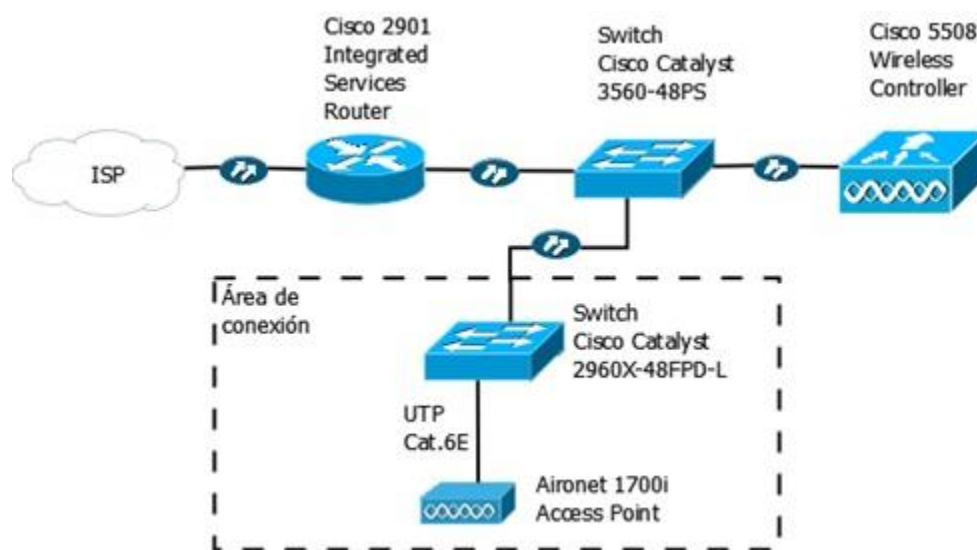 Cisco 2901
Integrated
Services
Router
Switch
Cisco Catalyst
3560-48PS
Cisco 5508
Wireless
Controller
ISP
Área de
conexión
Switch
Cisco Catalyst
2960X-48FPD-L
UTP
Cat.6E
Aironet 1700i
Access Point